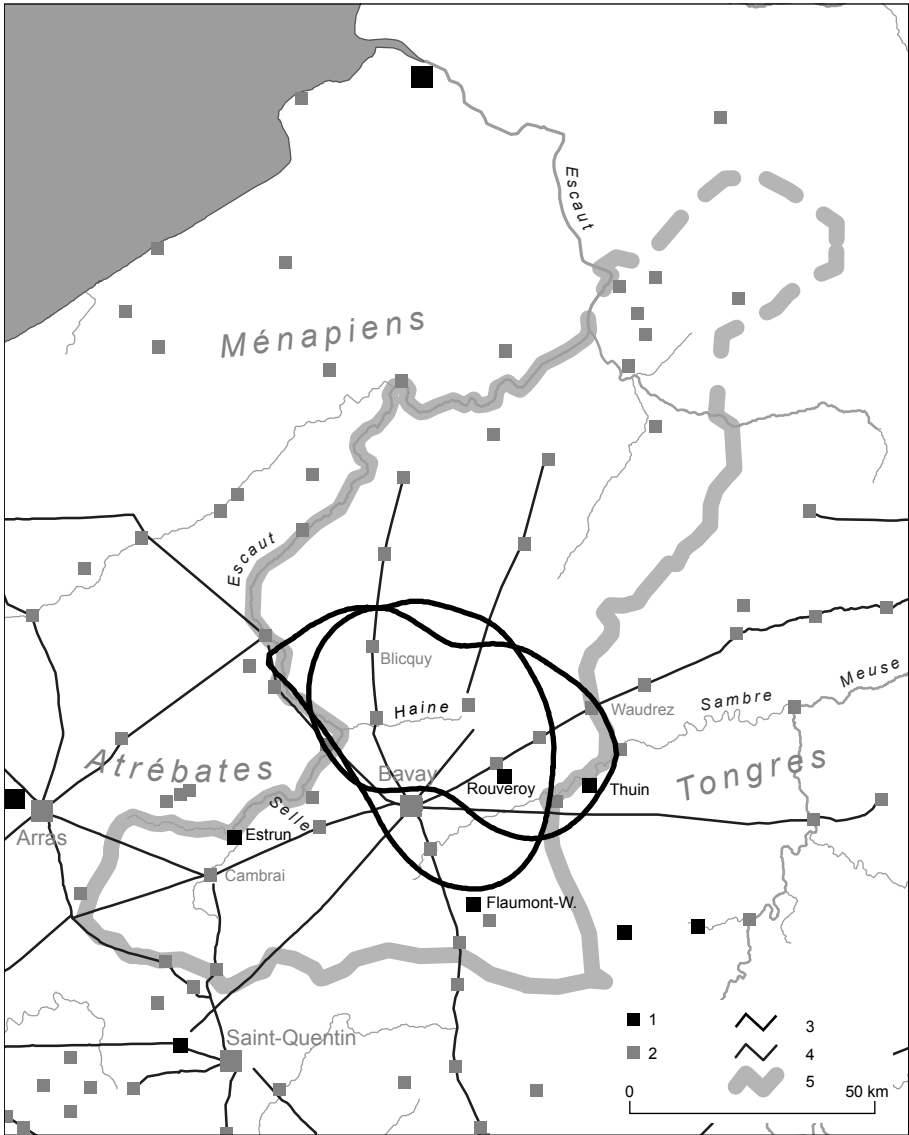 Escaut
Ménapiens
Escaut
Blicquy
Haine
Waudrez
Sambre
Meuse
Atrébates
Bavay
Tongres
Rouveroy
Thuin
Selle
Estrun
Arras
Cambrai
Flaumont-W.
Saint-Quentin
1
2
3
4
5
0 50 km